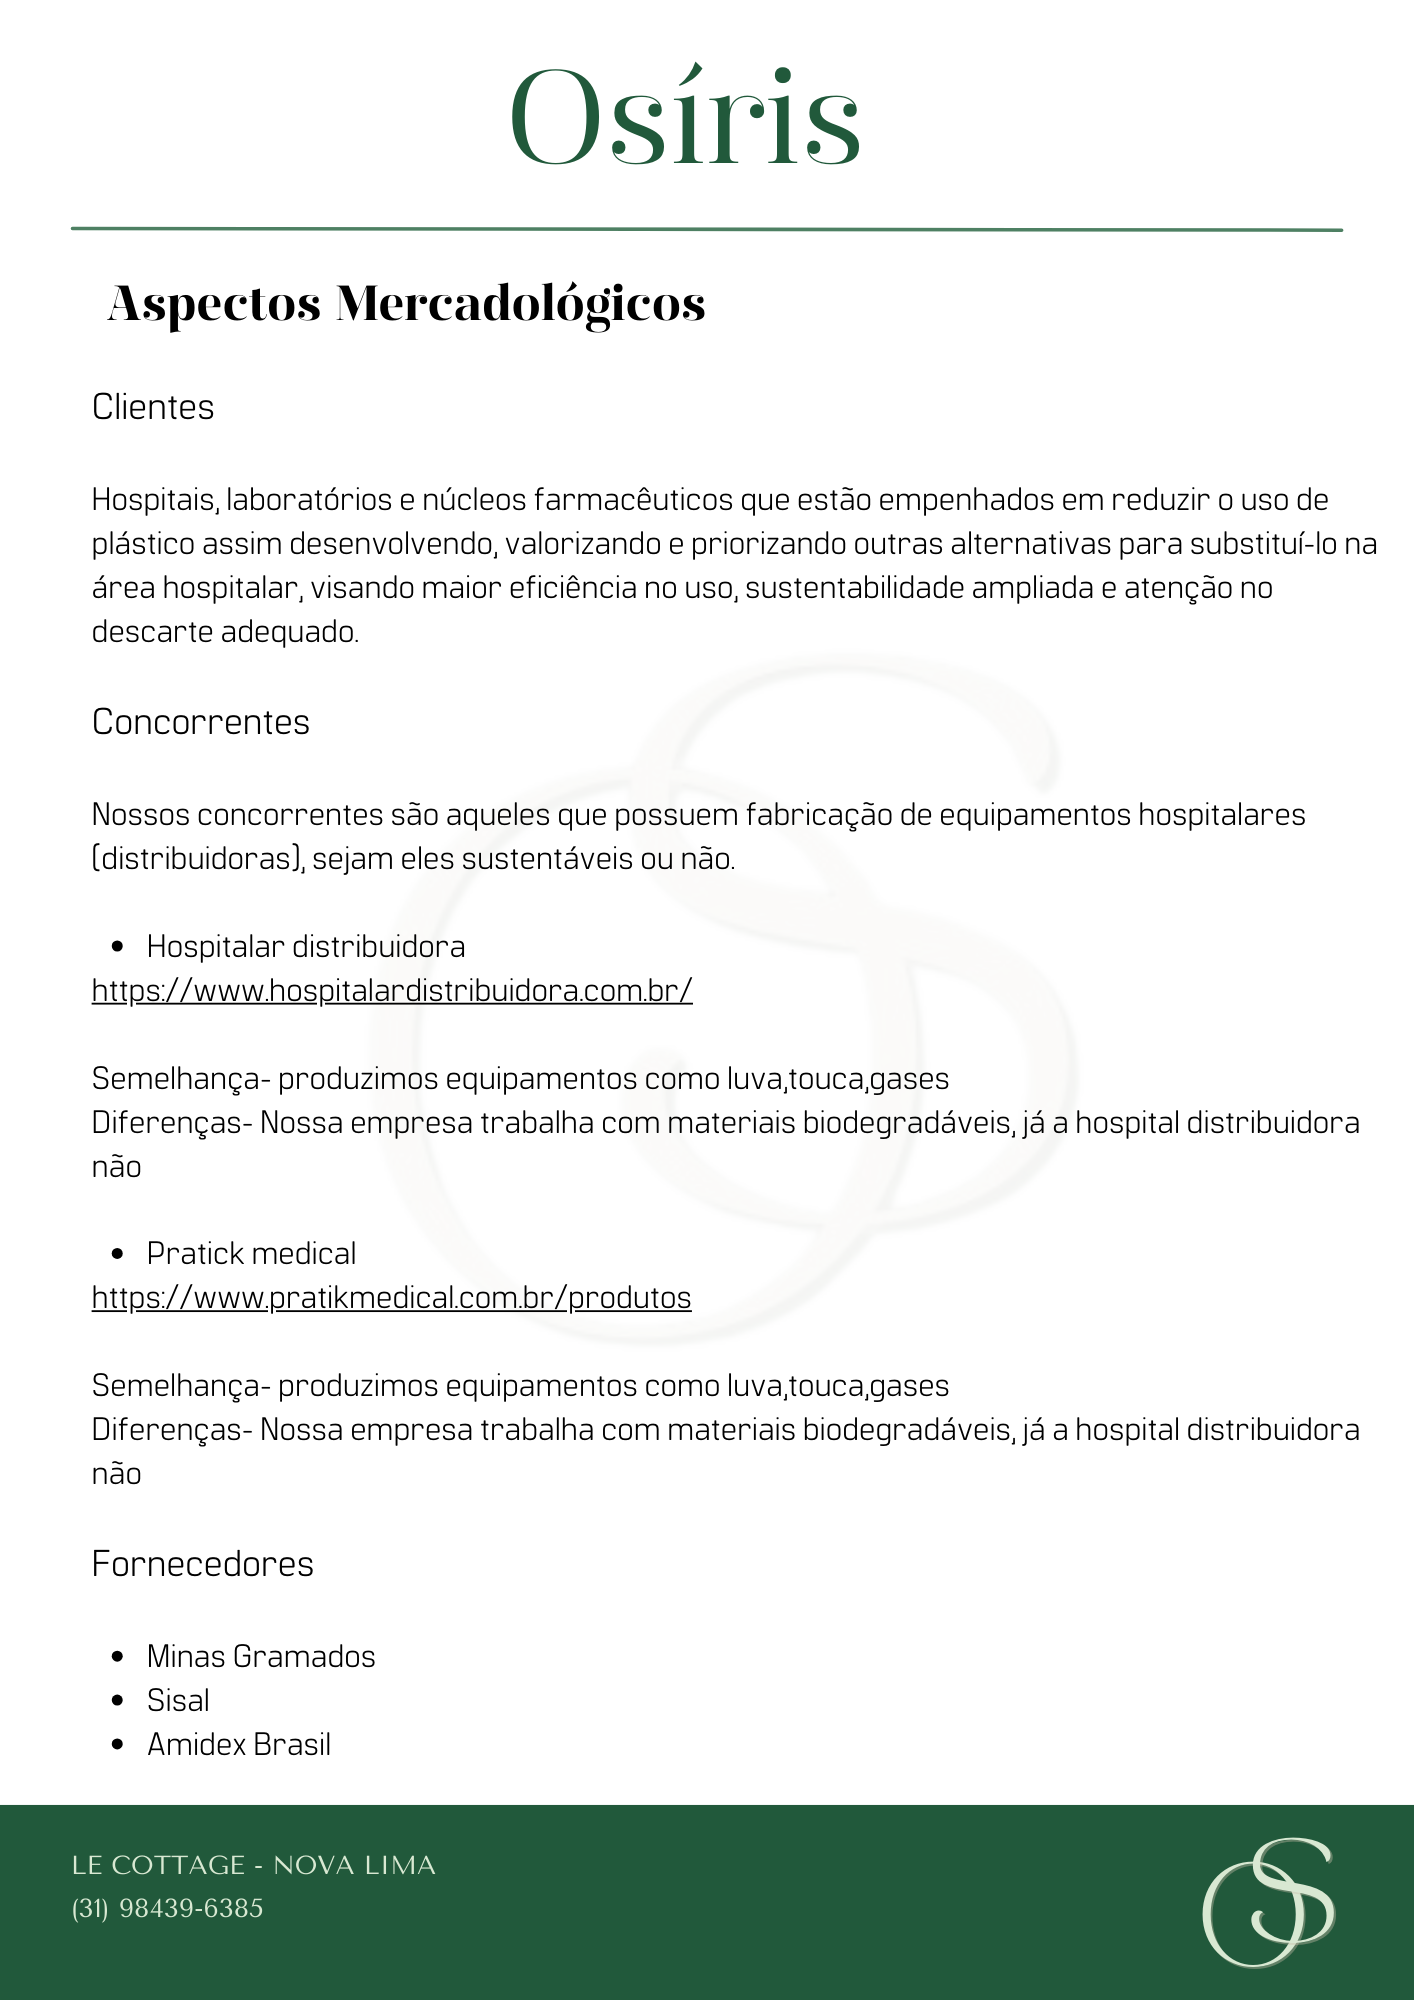 Osíris
Aspectos Mercadológicos
Clientes
Hospitais, laboratórios e núcleos farmacêuticos que estão empenhados em reduzir o uso de
plástico assim desenvolvendo, valorizando e priorizando outras alternativas para substituí-lo na
área hospitalar, visando maior eficiência no uso, sustentabilidade ampliada e atenção no
descarte adequado.
Concorrentes
Nossos concorrentes são aqueles que possuem fabricação de equipamentos hospitalares
(distribuidoras), sejam eles sustentáveis ou não.
• Hospitalar distribuidora
https://www.hospitalardistribuidora.com.br/
Semelhança- produzimos equipamentos como luva,touca,gases
Diferenças- Nossa empresa trabalha com materiais biodegradáveis, já a hospital distribuidora
não
• Pratick medical
https://www.pratikmedical.com.br/produtos
Semelhança- produzimos equipamentos como luva,touca,gases
Diferenças- Nossa empresa trabalha com materiais biodegradáveis, já a hospital distribuidora
não
Fornecedores
• Minas Gramados
• Sisal
• Amidex Brasil
LE COTTAGE - NOVA LIMA
(31) 98439-6385
OS